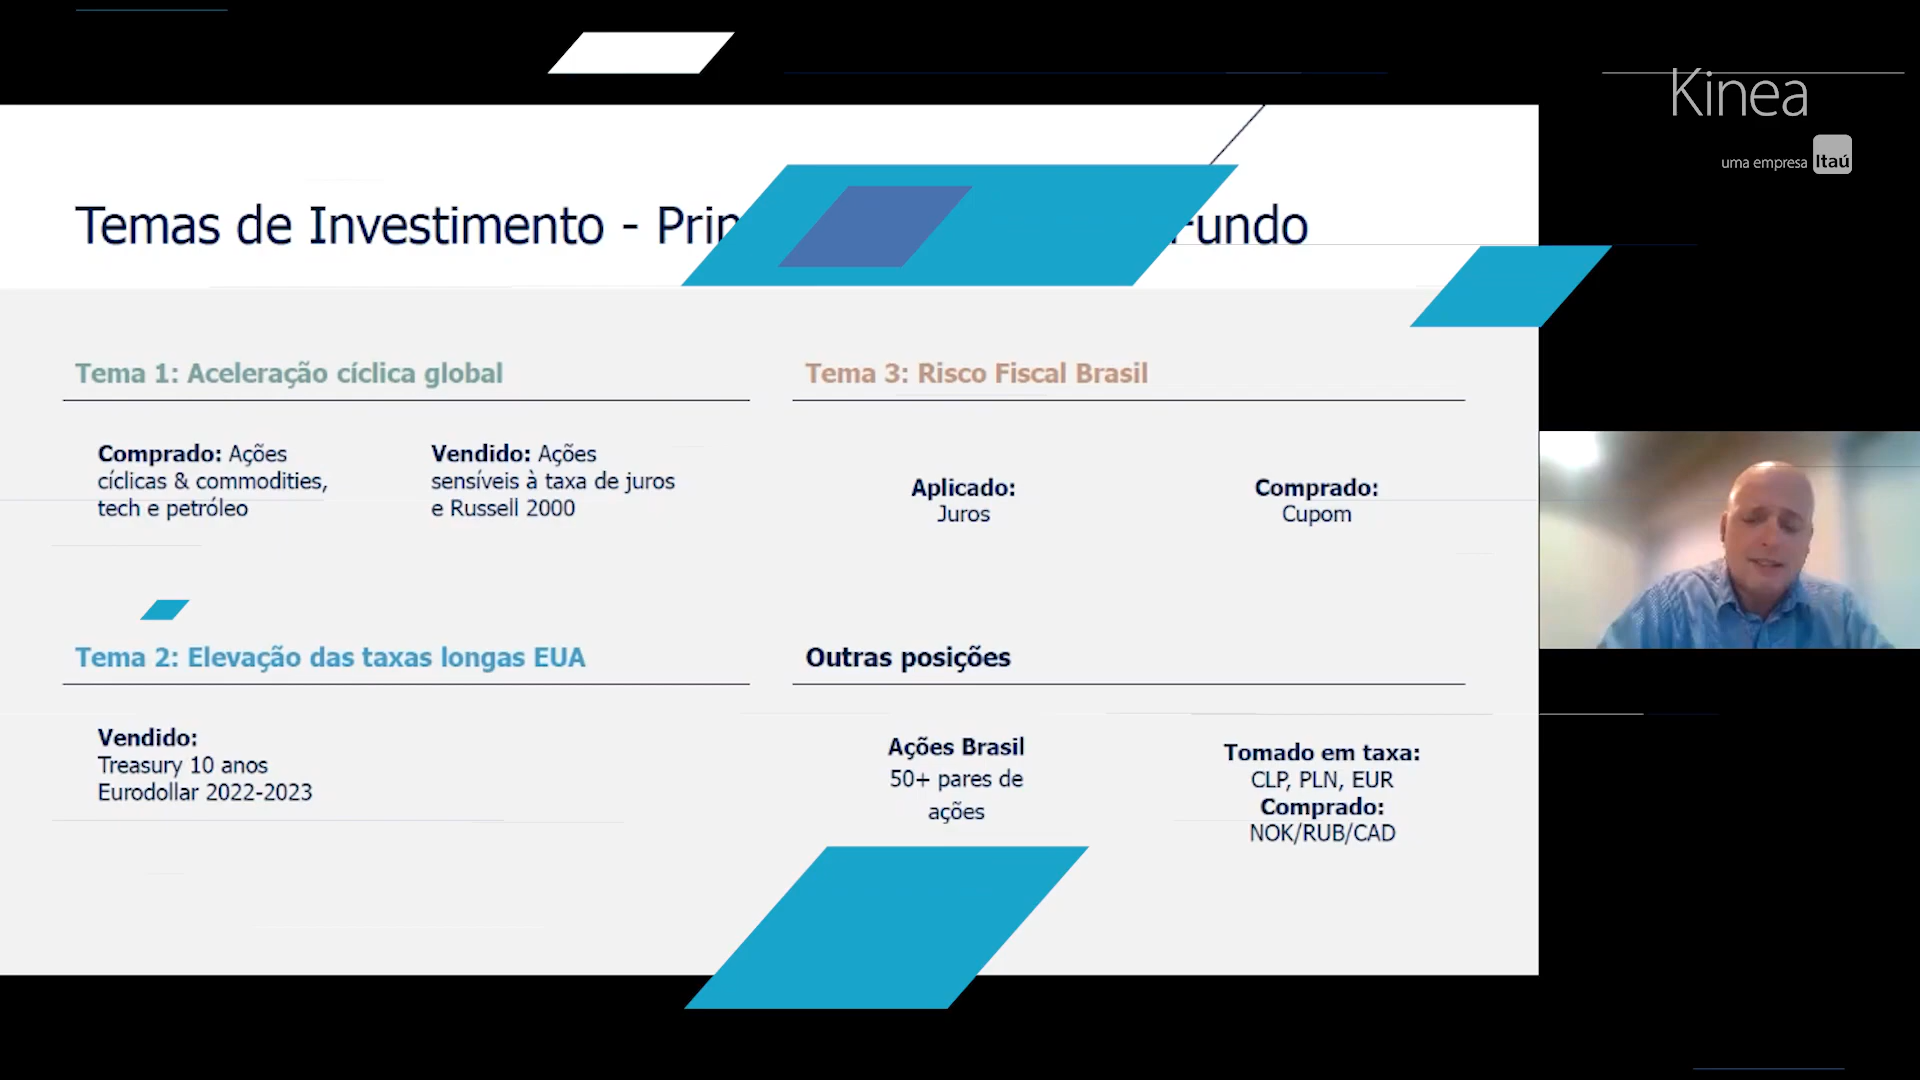 Kinea
uma empresa Itaú
Temas de Investimento - Fundo
Tema 1: Aceleração cíclica global
Comprado: Ações
cíclicas & commodities,
tech e petróleo
Vendido: Ações
sensíveis à taxa de juros
e Russell 2000
Tema 3: Risco Fiscal Brasil
Aplicado:
Juros
Comprado:
Cupom
Tema 2: Elevação das taxas longas EUA
Vendido:
Treasury 10 anos
Eurodollar 2022-2023
Outras posições
Ações Brasil
50+ pares de
ações
Tomado em taxa:
CLP, PLN, EUR
Comprado:
NOK/RUB/CAD